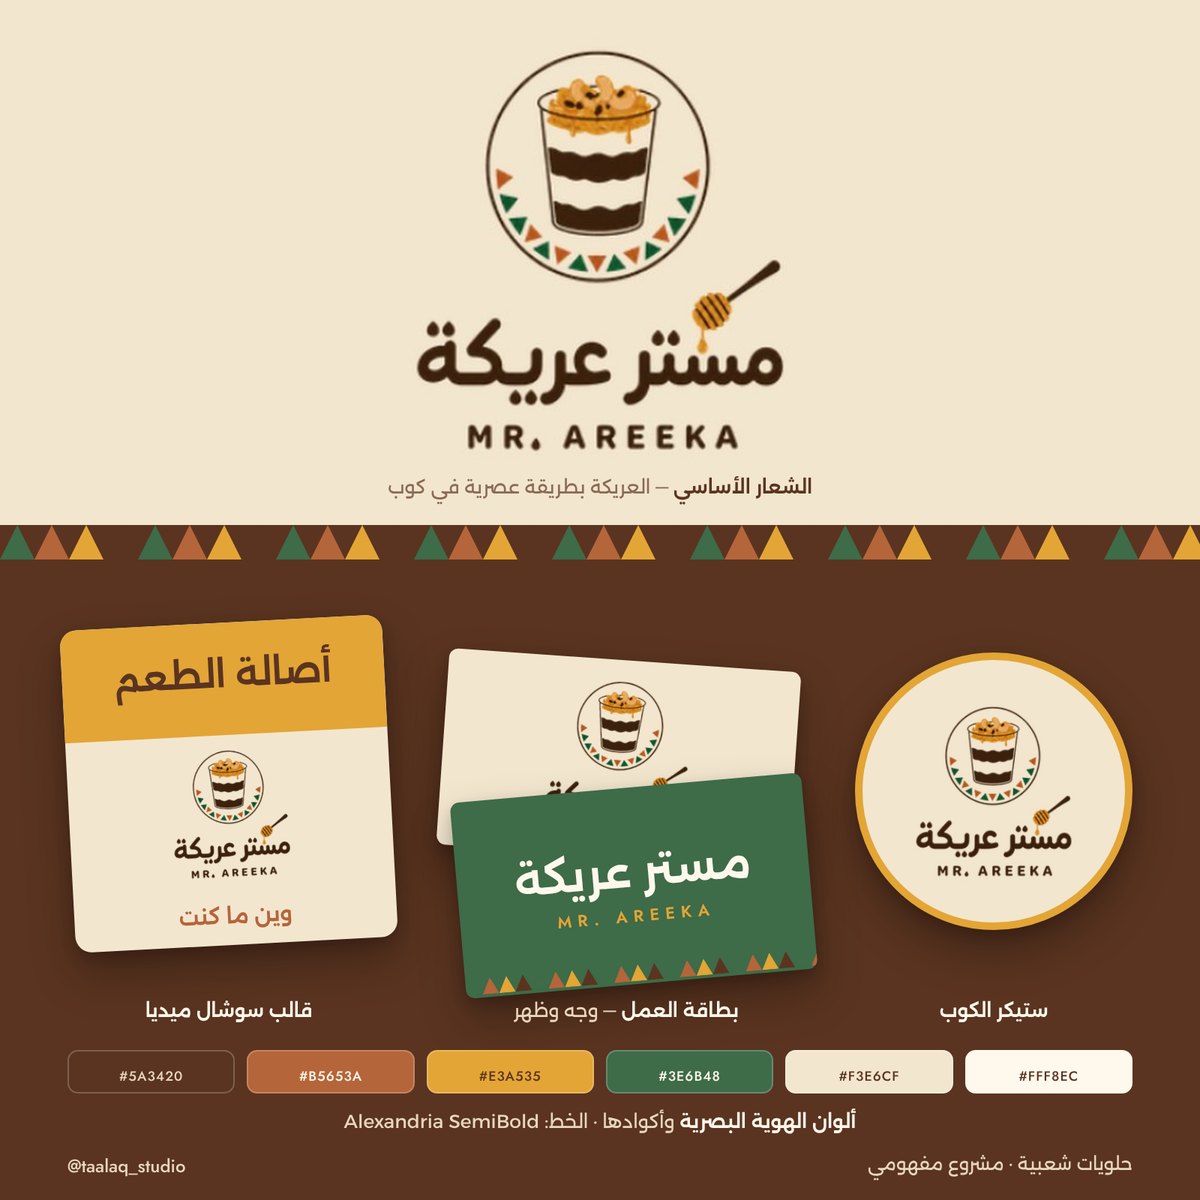 مستر عريكة
MR. AREEKA
الشعار الأساسي — العريكة بطريقة عصرية في كوب
أصالة الطعم
مستر عريكة
MR. AREEKA
وين ما كنت
مستر عريكة
MR. AREEKA
مستر عريكة
MR. AREEKA
ستيكر الكوب
بطاقة العمل — وجه وظهر
قالب سوشال ميديا
#5A3420
#B5653A
#E3A535
#3E6B48
#F3E6CF
#FFF8EC
ألوان الهوية البصرية وأكوادها · الخط: Alexandria SemiBold
حلويات شعبية · مشروع مفهومي
@taalaq_studio